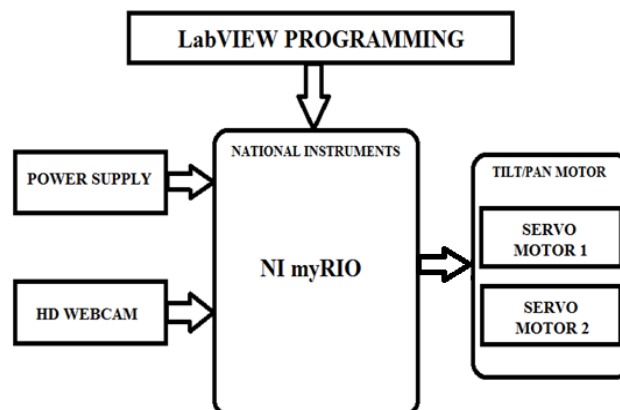 LabVIEW PROGRAMMING
NATIONAL INSTRUMENTS
NI myRIO
POWER SUPPLY
HD WEBCAM
TILT/PAN MOTOR
SERVO
MOTOR 1
SERVO
MOTOR 2